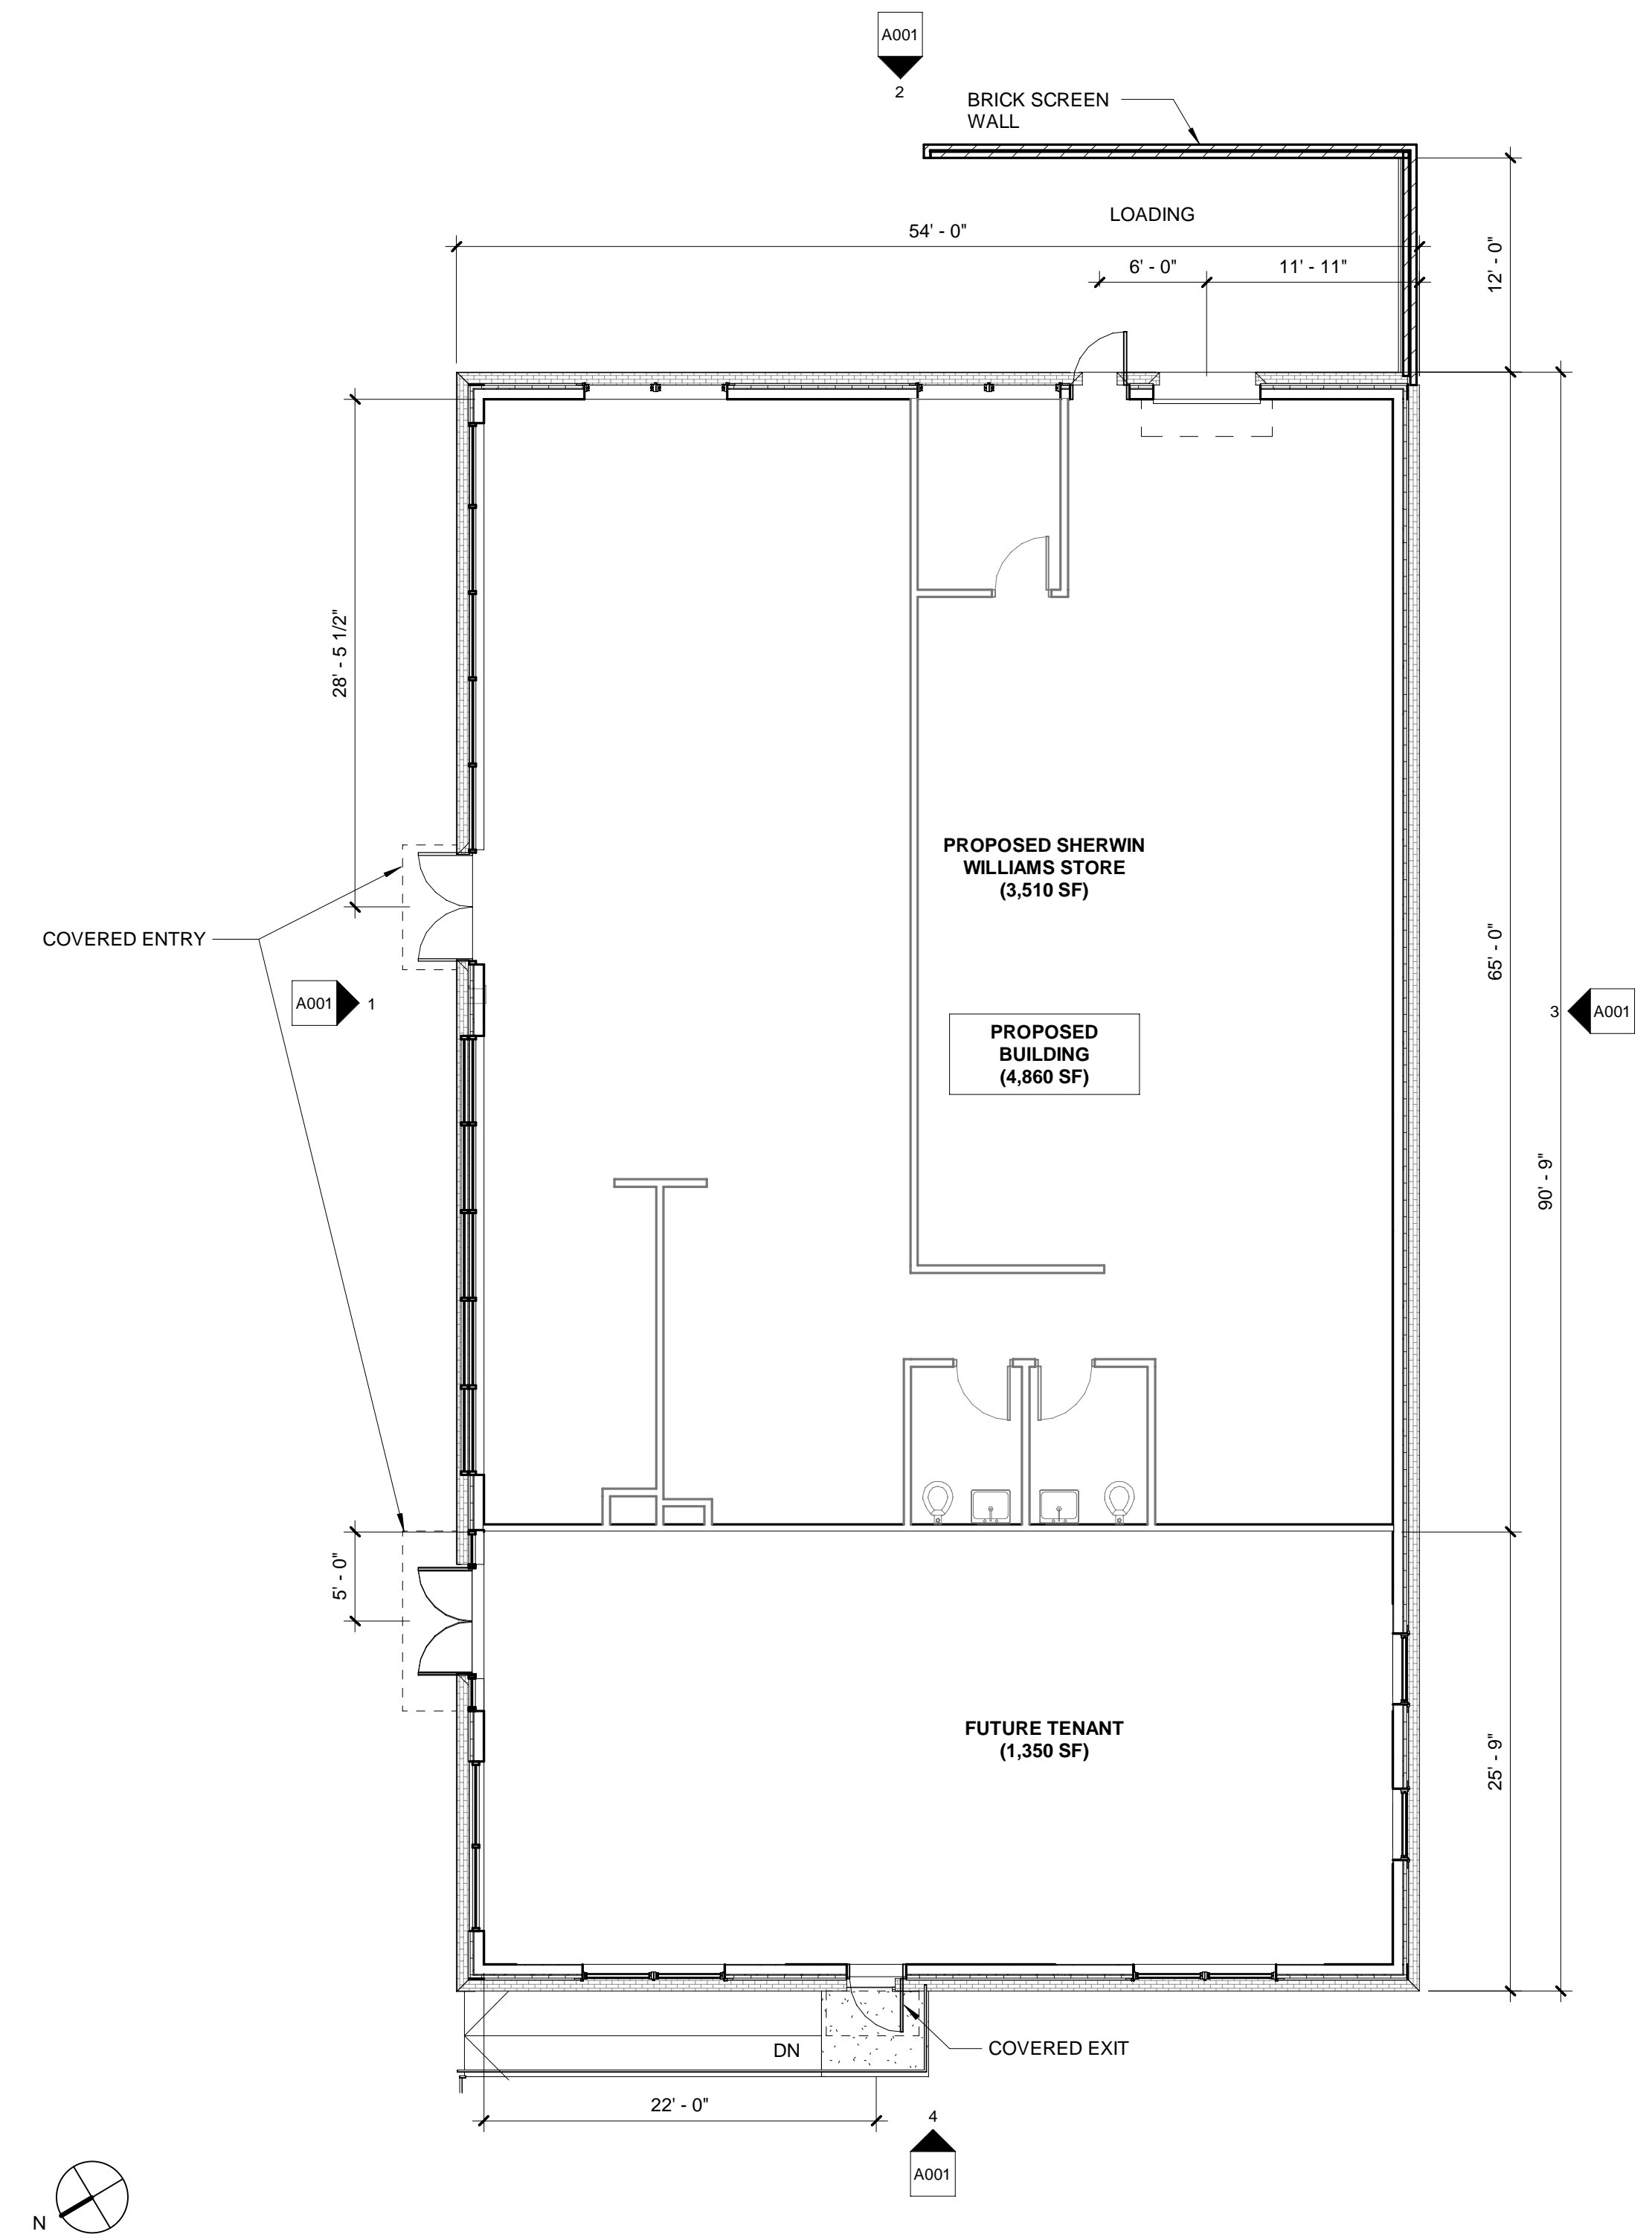 A001
2
BRICK SCREEN
WALL
LOADING
54' - 0"
6' - 0"
11' - 11"
12' - 0"
28' - 5 1/2"
PROPOSED SHERWIN
WILLIAMS STORE
(3,510 SF)
COVERED ENTRY
65' - 0"
A001
1
3
A001
PROPOSED
BUILDING
(4,860 SF)
90' - 9"
5' - 0"
FUTURE TENANT
(1,350 SF)
25' - 9"
DN
COVERED EXIT
22' - 0"
4
A001
N